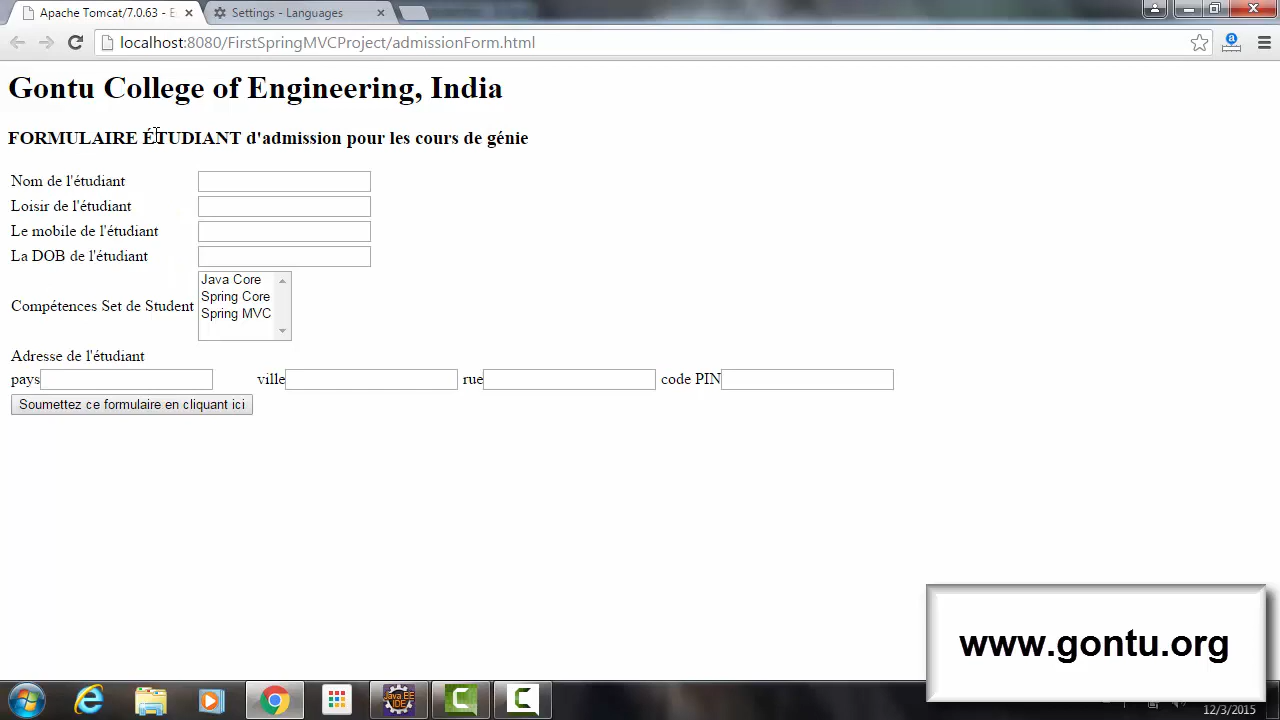 Apache Tomcat/7.0.63 - E
Settings - Languages
localhost:8080/FirstSpringMVCProject/admissionForm.html
Gontu College of Engineering, India
FORMULAIRE ÉTUDIANT d'admission pour les cours de génie
Nom de l'étudiant
Loisir de l'étudiant
Le mobile de l'étudiant
La DOB de l'étudiant
Compétences Set de Student
Java Core
Spring Core
Spring MVC
Adresse de l'étudiant
pays ville rue code PIN
Soumettez ce formulaire en cliquant ici
www.gontu.org
Java EE
IDE
12/3/2015